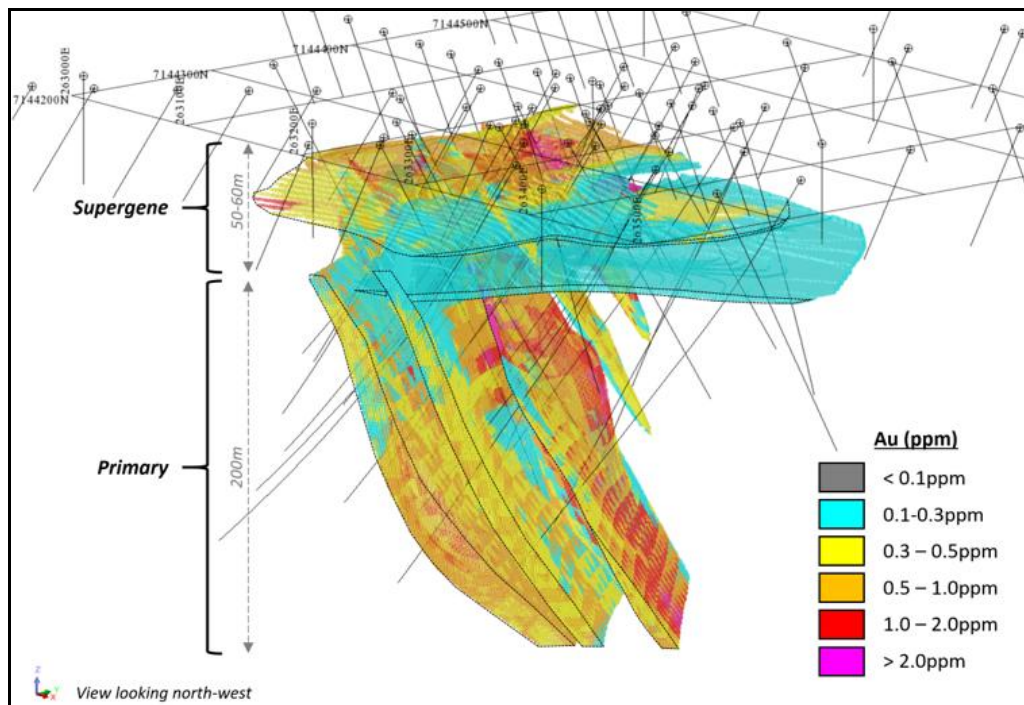 7144500N
7144400N
7144300N
7144200N
263000E
263100E
263200E
263300E
263400E
263500E
Supergene
50-60m
Primary
200m
Au (ppm)
< 0.1ppm
0.1-0.3ppm
0.3 – 0.5ppm
0.5 – 1.0ppm
1.0 – 2.0ppm
> 2.0ppm
Z
Y
X
View looking north-west